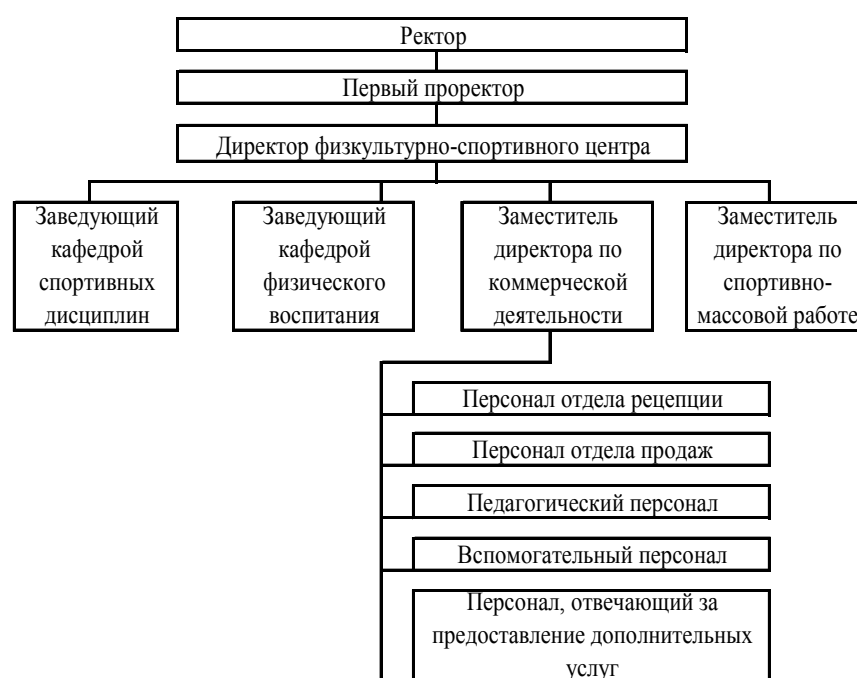 Ректор
Первый проректор
Директор физкультурно-спортивного центра
Заведующий
кафедрой
спортивных
дисциплин
Заведующий
кафедрой
физического
воспитания
Заместитель
директора по
коммерческой
деятельности
Заместитель
директора по
спортивно-
массовой работе
Персонал отдела рецепции
Персонал отдела продаж
Педагогический персонал
Вспомогательный персонал
Персонал, отвечающий за
предоставление дополнительных
услуг